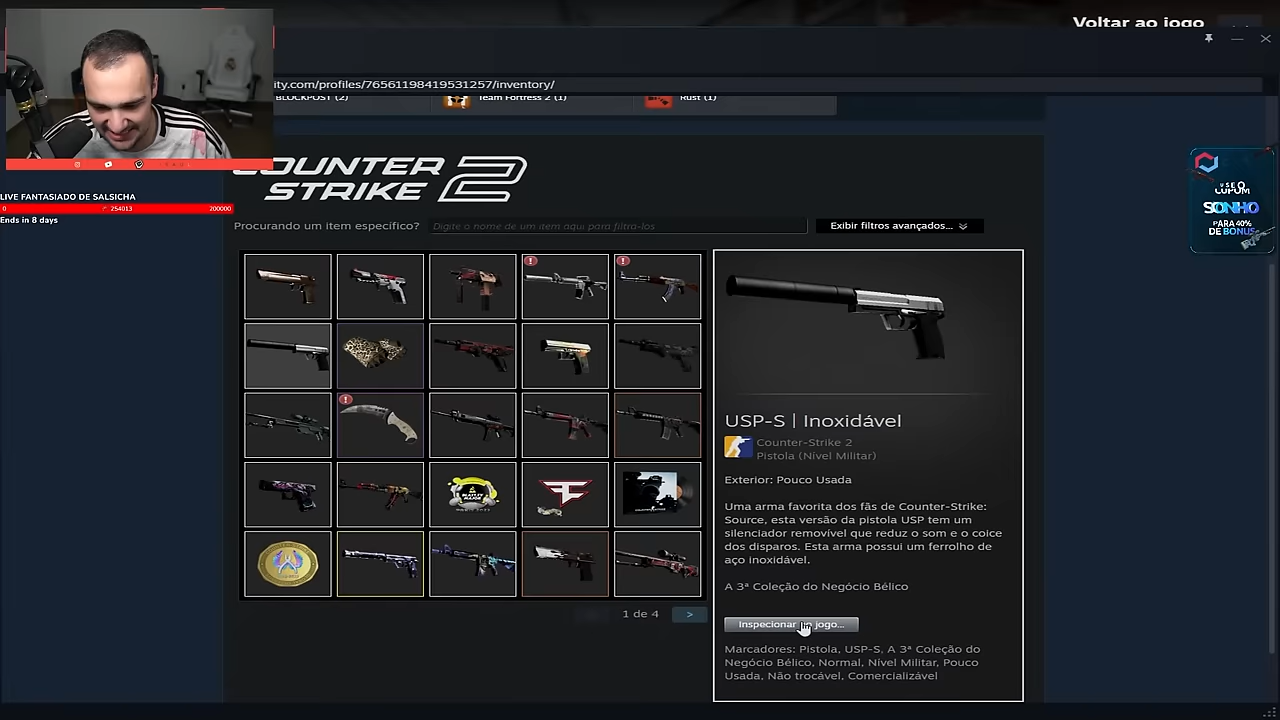 Voltar ao jogo
ity.com/profiles/76561198419531257/inventory/
BLOCKPOST (2)
Team Fortress 2 (1)
Rust (1)
COUNTER
STRIKE 2
LIVE FANTASIADO DE SALSICHA
0
254013
200000
Ends in 8 days
Procurando um item específico?
Digite o nome de um item aqui para filtrá-los
Exibir filtros avançados...
USE O
CUPOM
SONHO
PARA 40%
DE BONUS
USP-S | Inoxidável
Counter-Strike 2
Pistola (Nível Militar)
Exterior: Pouco Usada
Uma arma favorita dos fãs de Counter-Strike:
Source, esta versão da pistola USP tem um
silenciador removível que reduz o som e o coice
dos disparos. Esta arma possui um ferrolho de
aço inoxidável.
A 3ª Coleção do Negócio Bélico
Inspecionar no jogo...
Marcadores: Pistola, USP-S, A 3ª Coleção do
Negócio Bélico, Normal, Nível Militar, Pouco
Usada, Não trocável, Comercializável
1 de 4
>